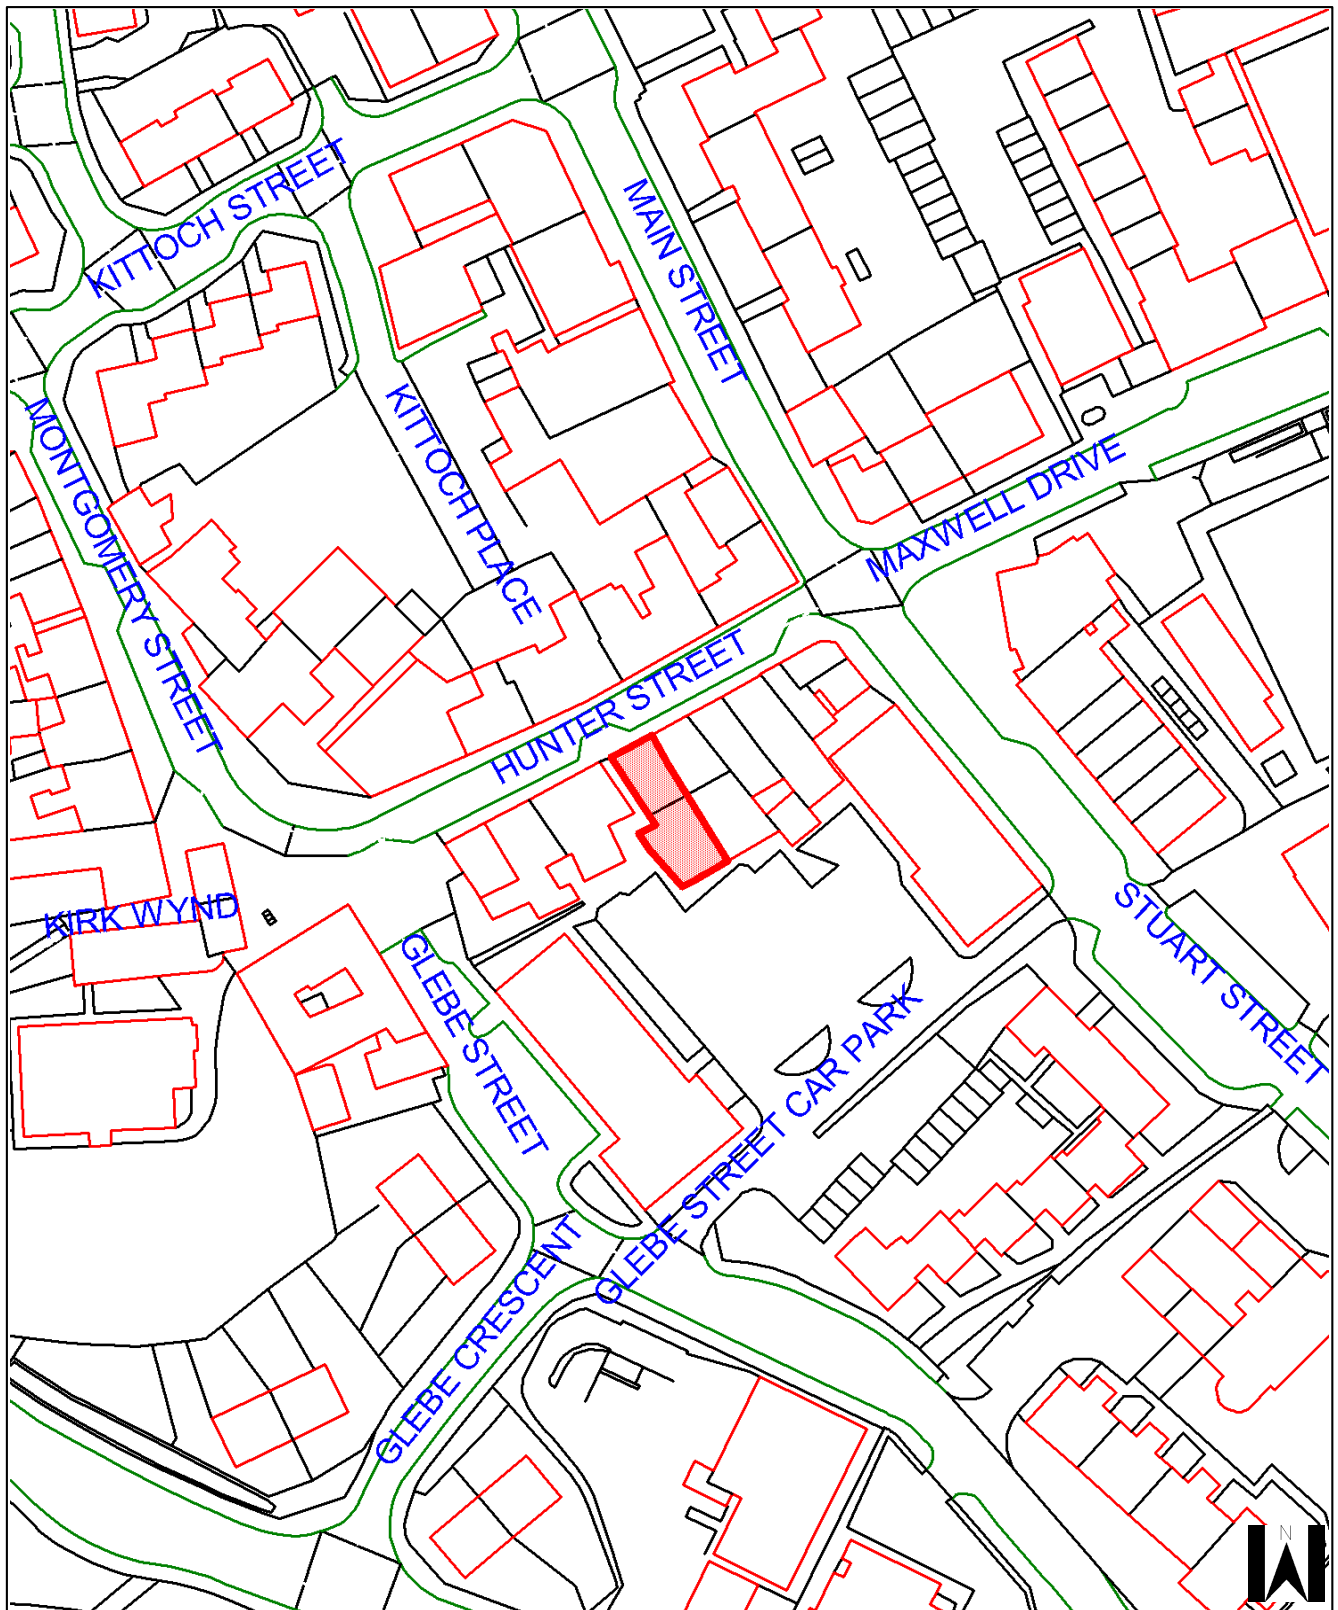 KITTOCH STREET
MAIN STREET
MONTGOMERY STREET
KITTOCH PLACE
MAXWELL DRIVE
HUNTER STREET
KIRK WYND
GLEBE STREET
STUART STREET
GLEBE STREET CAR PARK
GLEBE CRESCENT
N